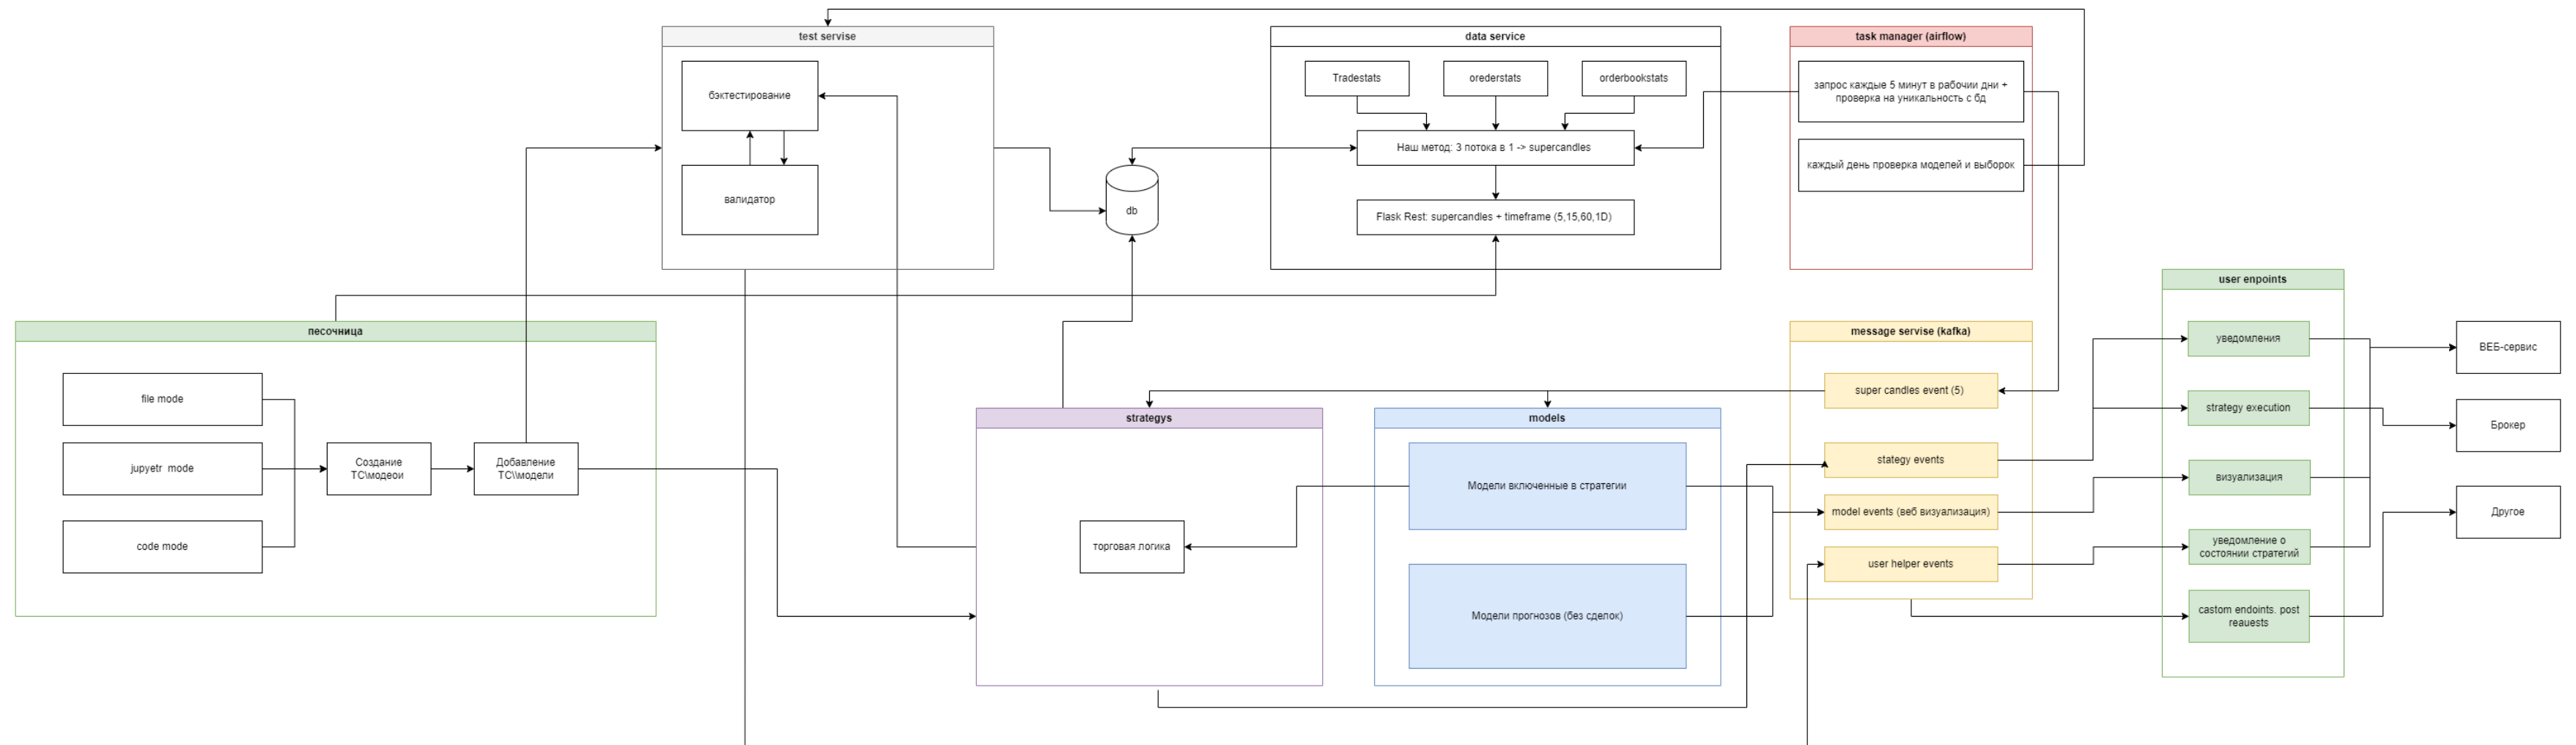 test servise
бэктестирование
валидатор
db
data service
Tradestats
orederstats
orderbookstats
Наш метод: 3 потока в 1 -> supercandles
Flask Rest: supercandles + timeframe (5,15,60,1D)
task manager (airflow)
запрос каждые 5 минут в рабочии дни +
проверка на уникальность с бд
каждый день проверка моделей и выборок
песочница
file mode
jupyetr mode
code mode
Создание
ТС\модеои
Добавление
ТС\\модели
strategys
торговая логика
models
Модели включенные в стратегии
Модели прогнозов (без сделок)
message servise (kafka)
super candles event (5)
stategy events
model events (веб визуализация)
user helper events
user enpoints
уведомления
strategy execution
визуализация
уведомление о
состоянии стратегий
castom endoints. post
reauests
ВЕБ-сервис
Брокер
Другое